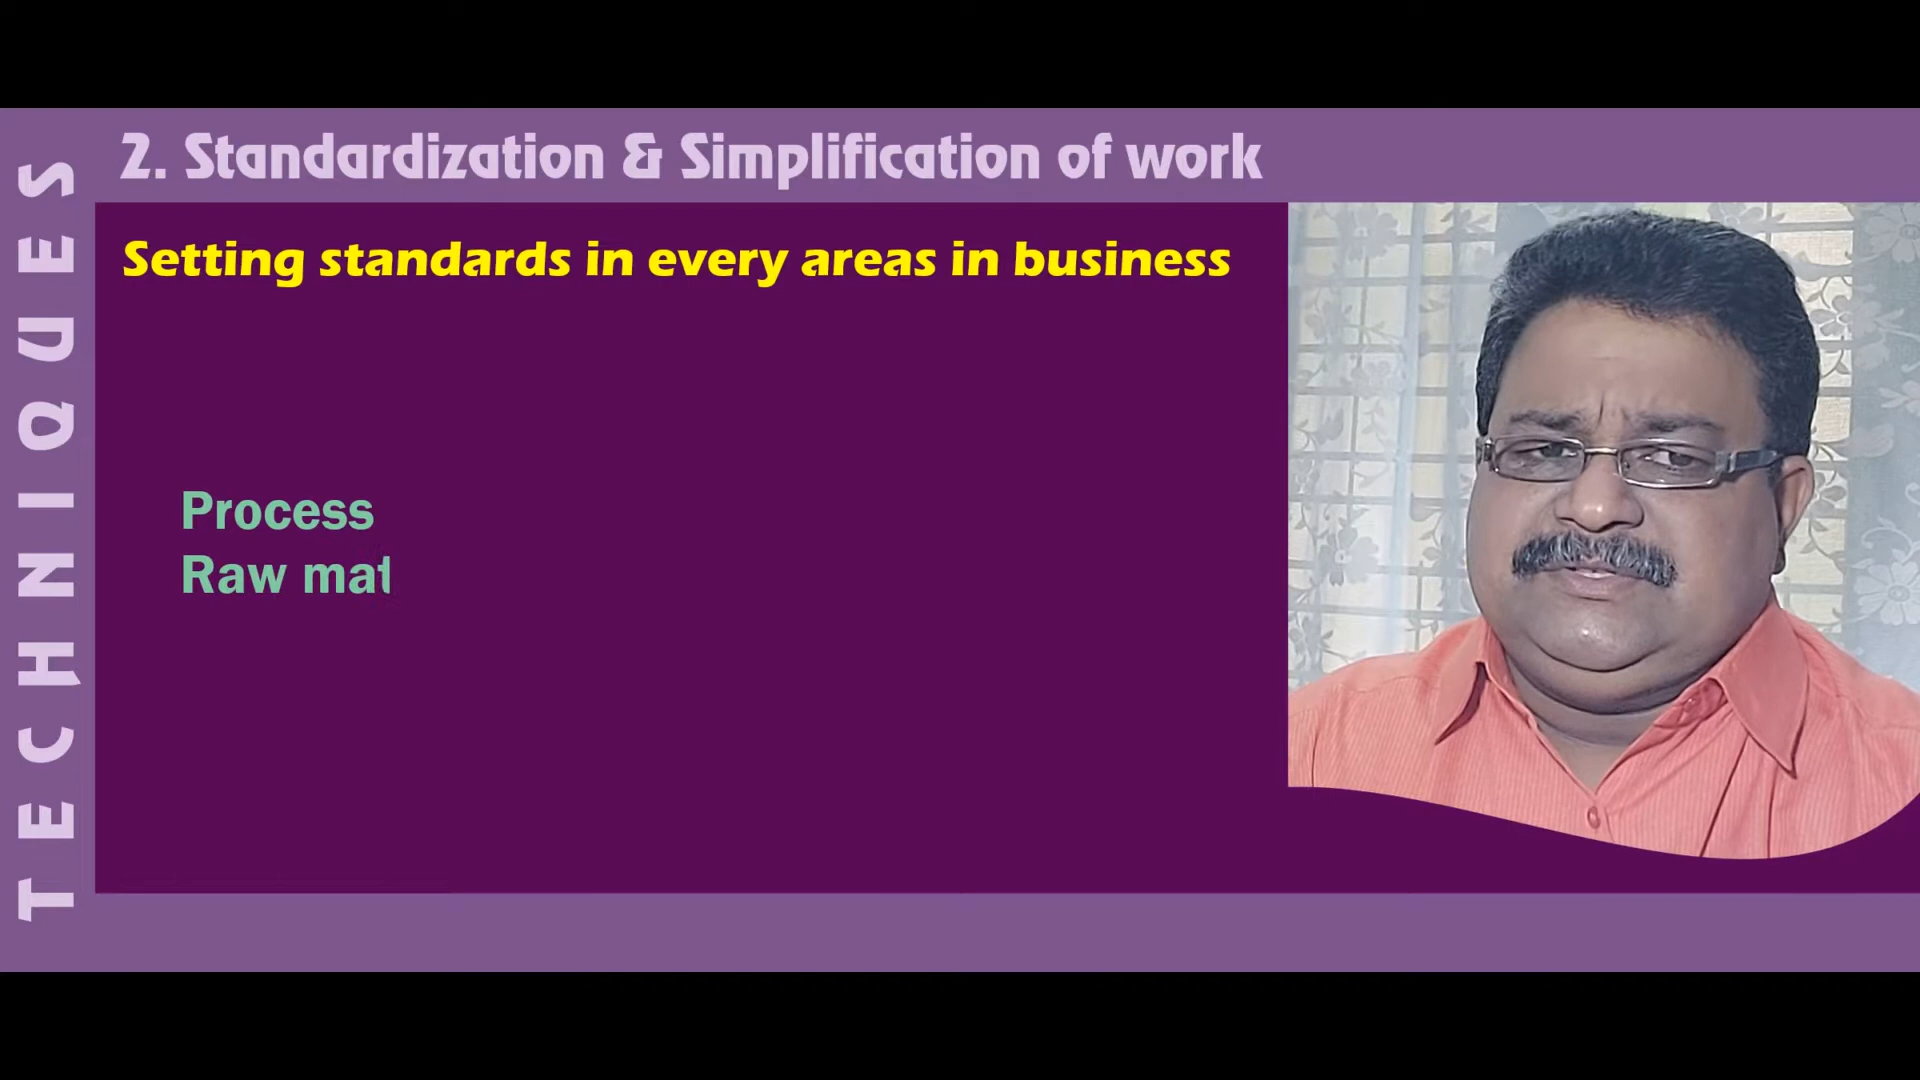 TECHNIQUES
2. Standardization & Simplification of work
Setting standards in every areas in business
Process
Raw mat